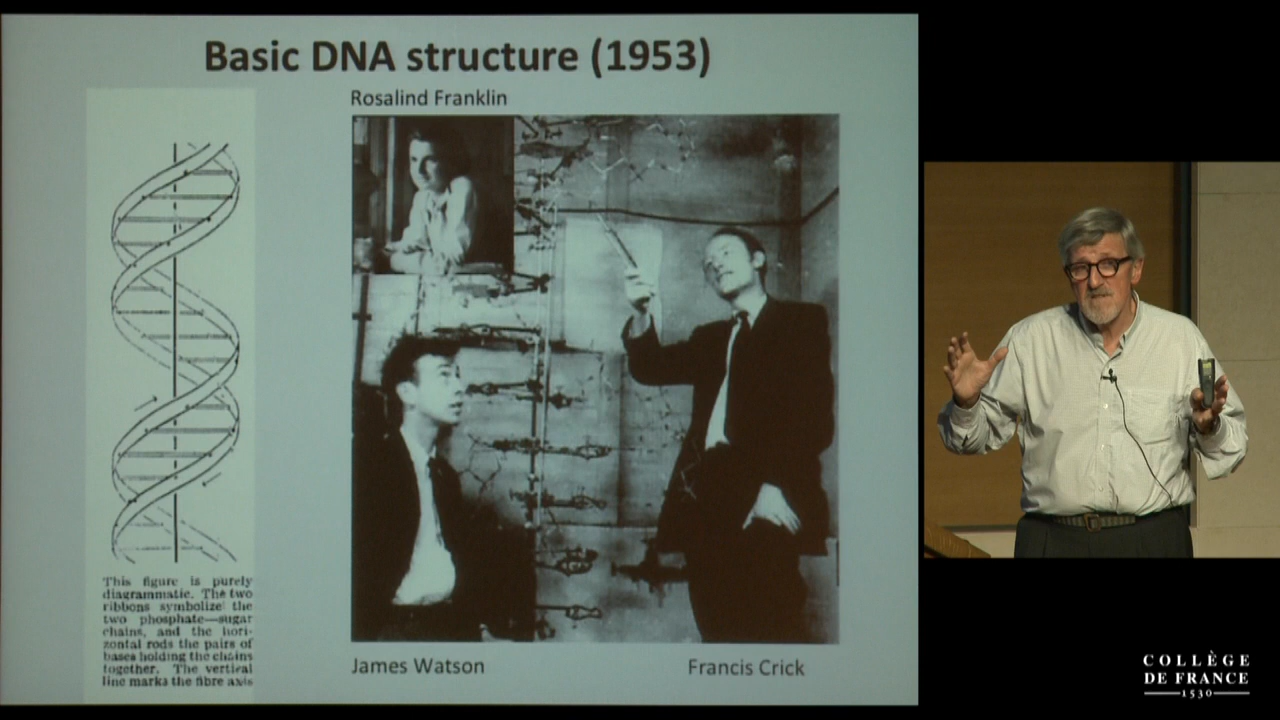 Basic DNA structure (1953)
Rosalind Franklin
This figure is purely
diagrammatic. The two
ribbons symbolize the
two phosphate—sugar
chains, and the hori-
zontal rods the pairs of
bases holding the chains
together. The vertical
line marks the fibre axis
James Watson
Francis Crick
COLLÈGE
DE FRANCE
1530